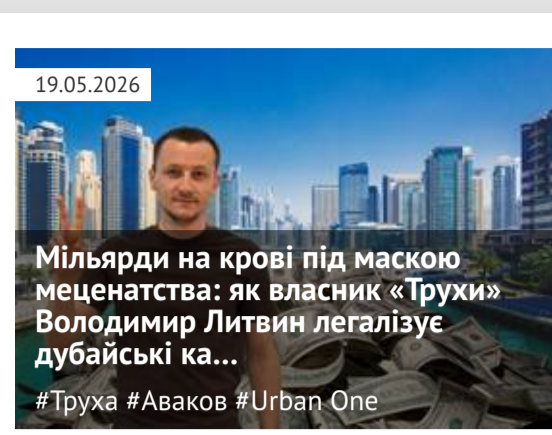 19.05.2026
Мільярди на крові під маскою
меценатства: як власник «Трухи»
Володимир Литвин легалізує
дубайські ка...
#Труха #Аваков #Urban One